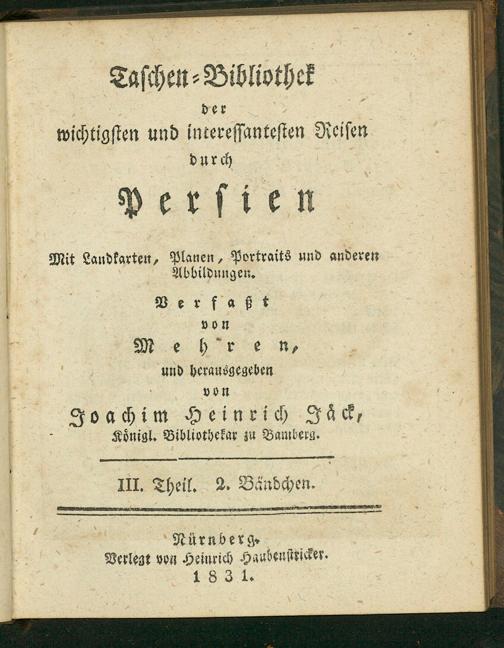 Taschen-Bibliothek
der
wichtigsten und interessantesten Reisen
durch
Persien
Mit Landkarten, Planen, Portraits und anderen
Abbildungen.
Verfaßt
von
Mehren,
und herausgegeben
von
Joachim Heinrich Jäck,
Königl. Bibliothekar zu Bamberg.
III. Theil. 2. Bändchen.
Nürnberg.
Verlegt von Heinrich Haubenstricker.
1831.